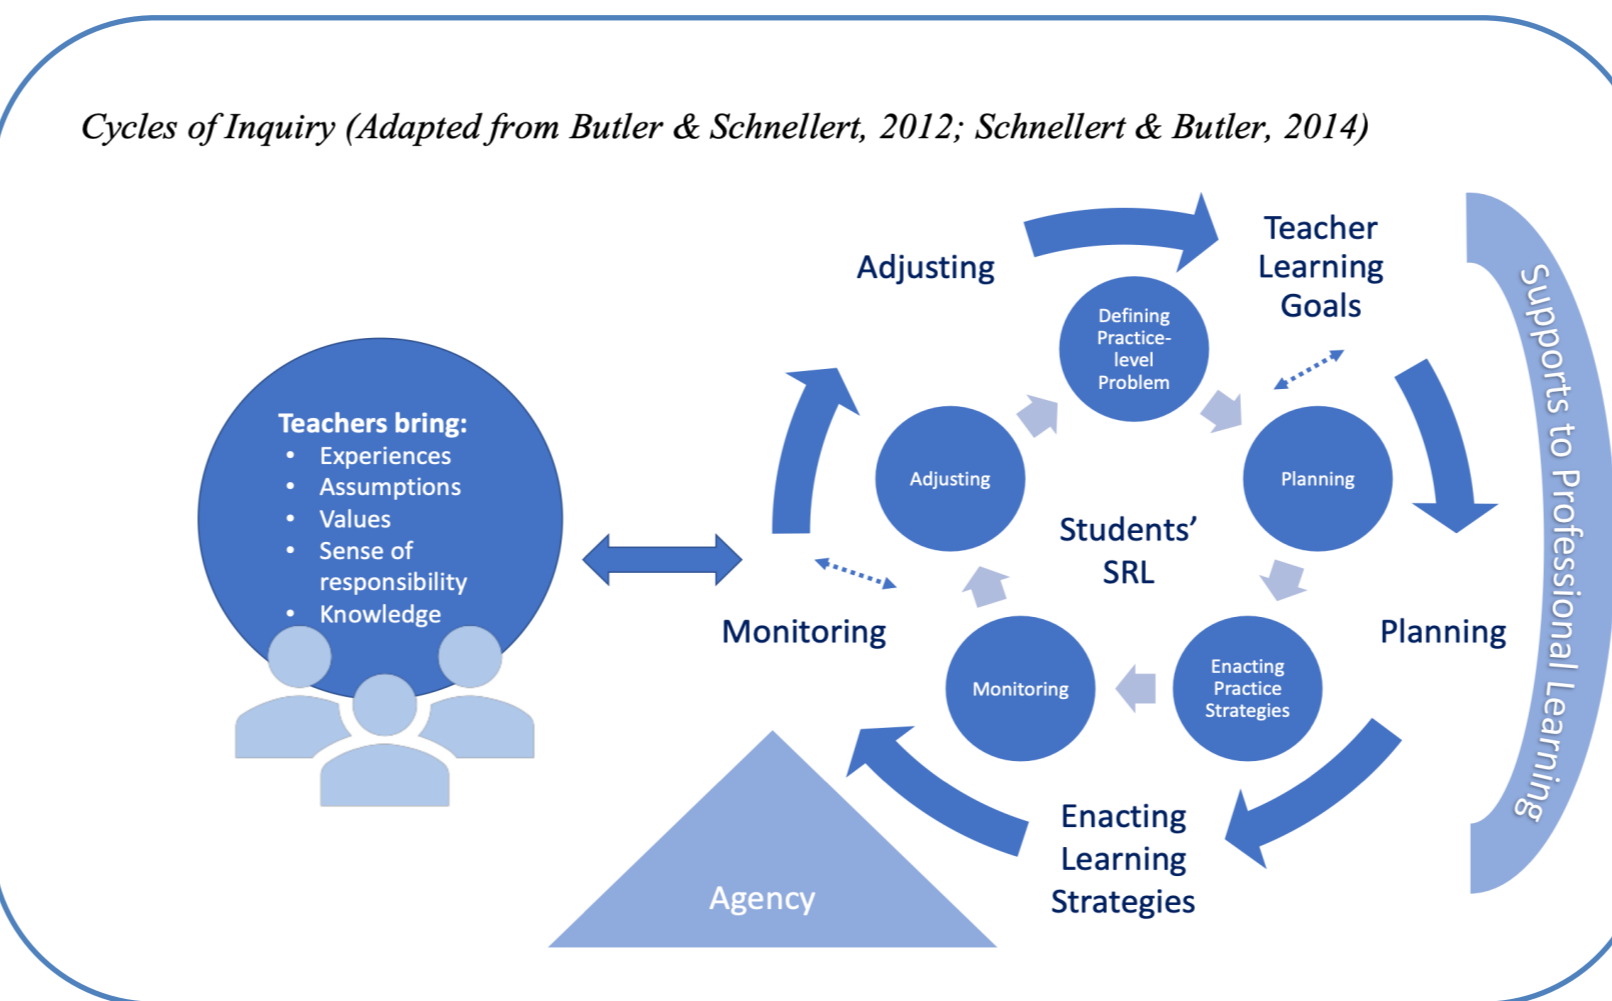 Cycles of Inquiry (Adapted from Butler & Schnellert, 2012; Schnellert & Butler, 2014)
Teachers bring:
• Experiences
• Assumptions
• Values
• Sense of
responsibility
• Knowledge
Adjusting
Teacher
Learning
Goals
Planning
Enacting
Learning
Strategies
Monitoring
Defining
Practice-
level
Problem
Planning
Enacting
Practice
Strategies
Monitoring
Adjusting
Students’
SRL
Agency
Supports to Professional Learning